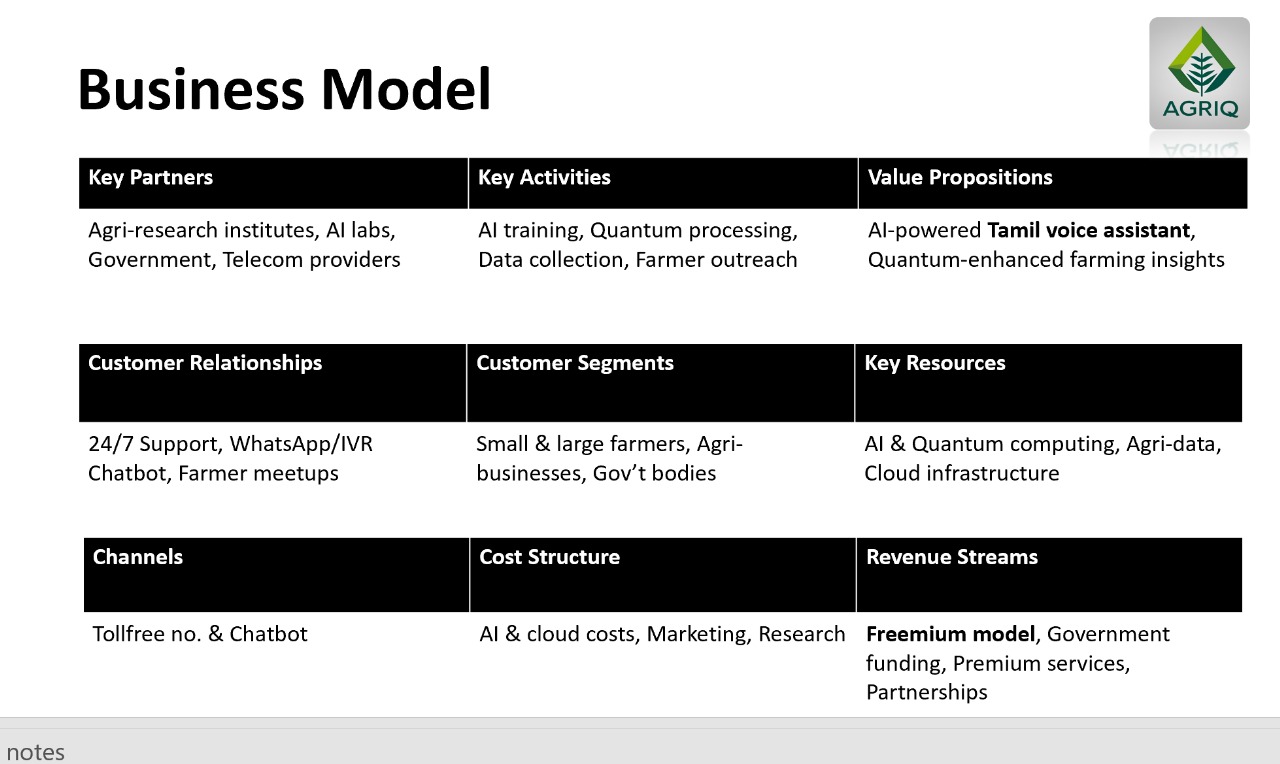 Business Model
AGRIQ
Key Partners
Key Activities
Value Propositions
Agri-research institutes, AI labs,
Government, Telecom providers
AI training, Quantum processing,
Data collection, Farmer outreach
AI-powered Tamil voice assistant,
Quantum-enhanced farming insights
Customer Relationships
Customer Segments
Key Resources
24/7 Support, WhatsApp/IVR
Chatbot, Farmer meetups
Small & large farmers, Agri-
businesses, Gov’t bodies
AI & Quantum computing, Agri-data,
Cloud infrastructure
Channels
Cost Structure
Revenue Streams
Tollfree no. & Chatbot
AI & cloud costs, Marketing, Research
Freemium model, Government
funding, Premium services,
Partnerships
notes